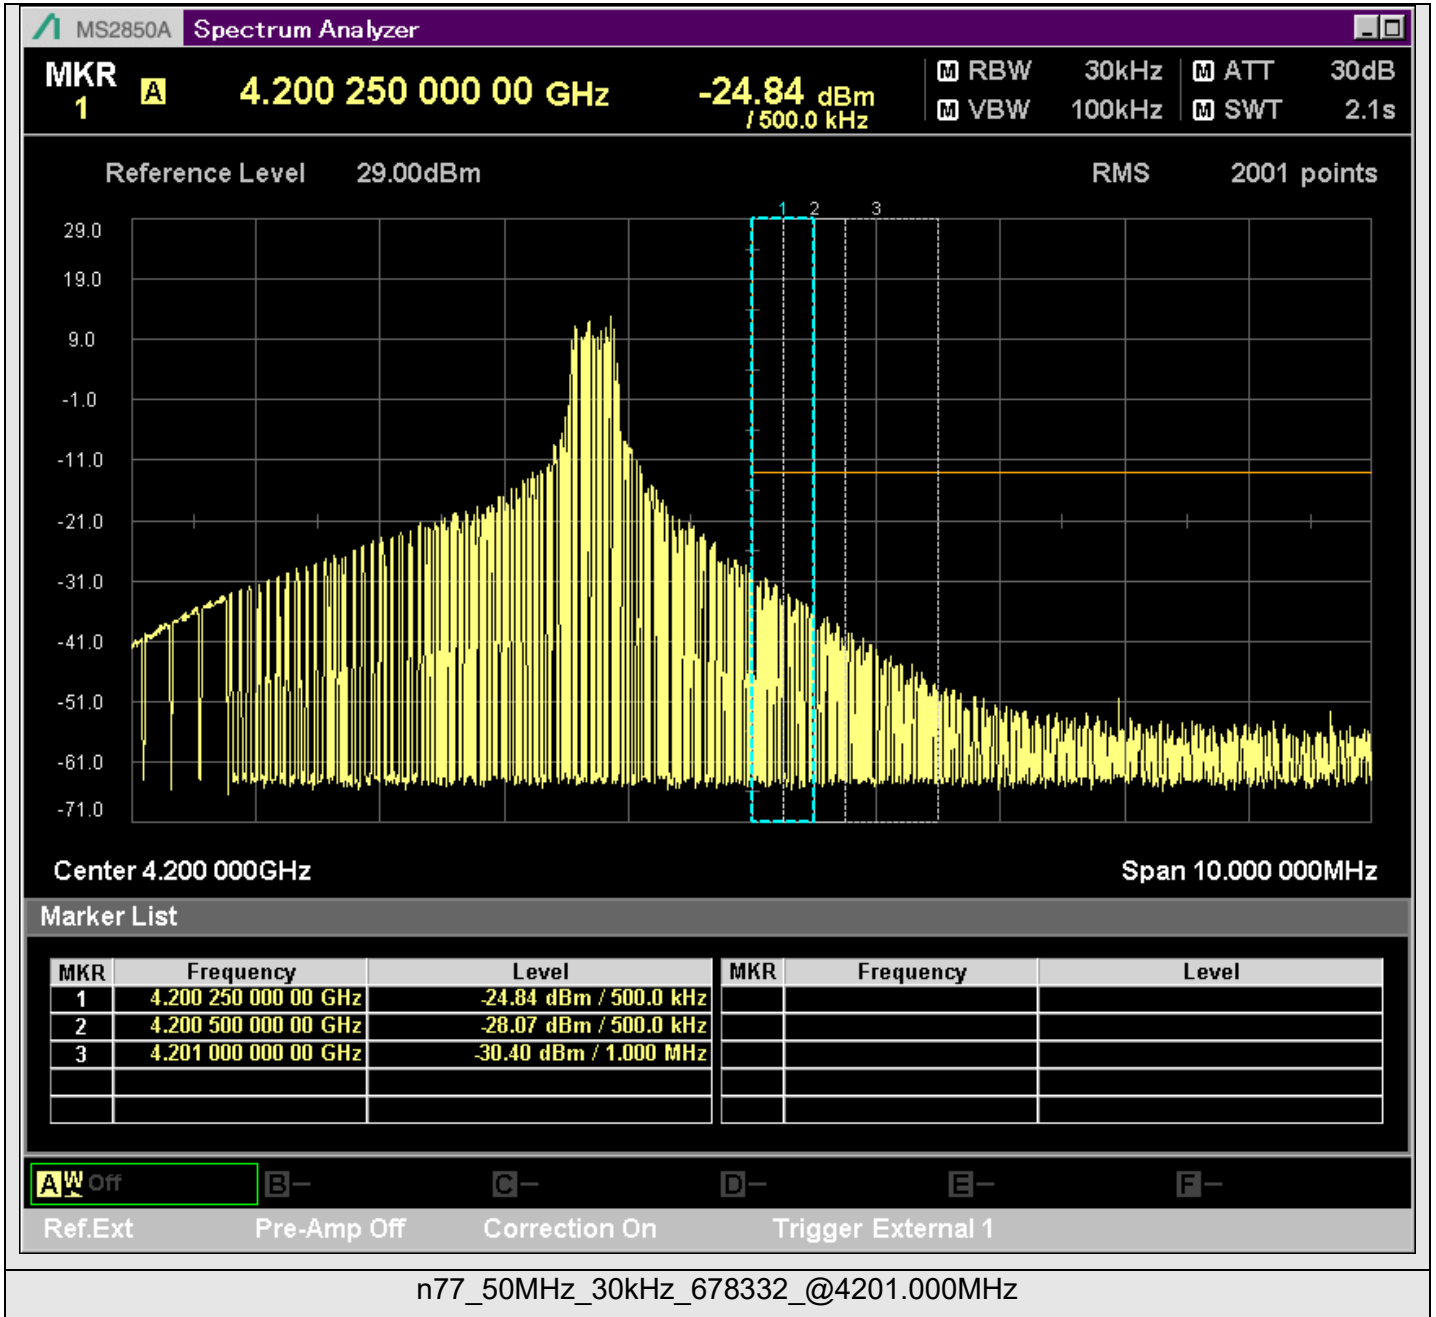 MS2850A Spectrum Analyzer
MKR 1 A 4.200 250 000 00 GHz -24.84 dBm / 500.0 kHz
M RBW 30kHz M ATT 30dB
M VBW 100kHz M SWT 2.1s
Reference Level 29.00dBm RMS 2001 points
1 2 3
29.0
19.0
9.0
-1.0
-11.0
-21.0
-31.0
-41.0
-51.0
-61.0
-71.0
Center 4.200 000GHz Span 10.000 000MHz
Marker List
MKR Frequency Level MKR Frequency Level
1 4.200 250 000 00 GHz -24.84 dBm / 500.0 kHz
2 4.200 500 000 00 GHz -28.07 dBm / 500.0 kHz
3 4.201 000 000 00 GHz -30.40 dBm / 1.000 MHz
A W Off B - C - D - E - F -
Ref.Ext Pre-Amp Off Correction On Trigger External 1
n77_50MHz_30kHz_678332_@4201.000MHz